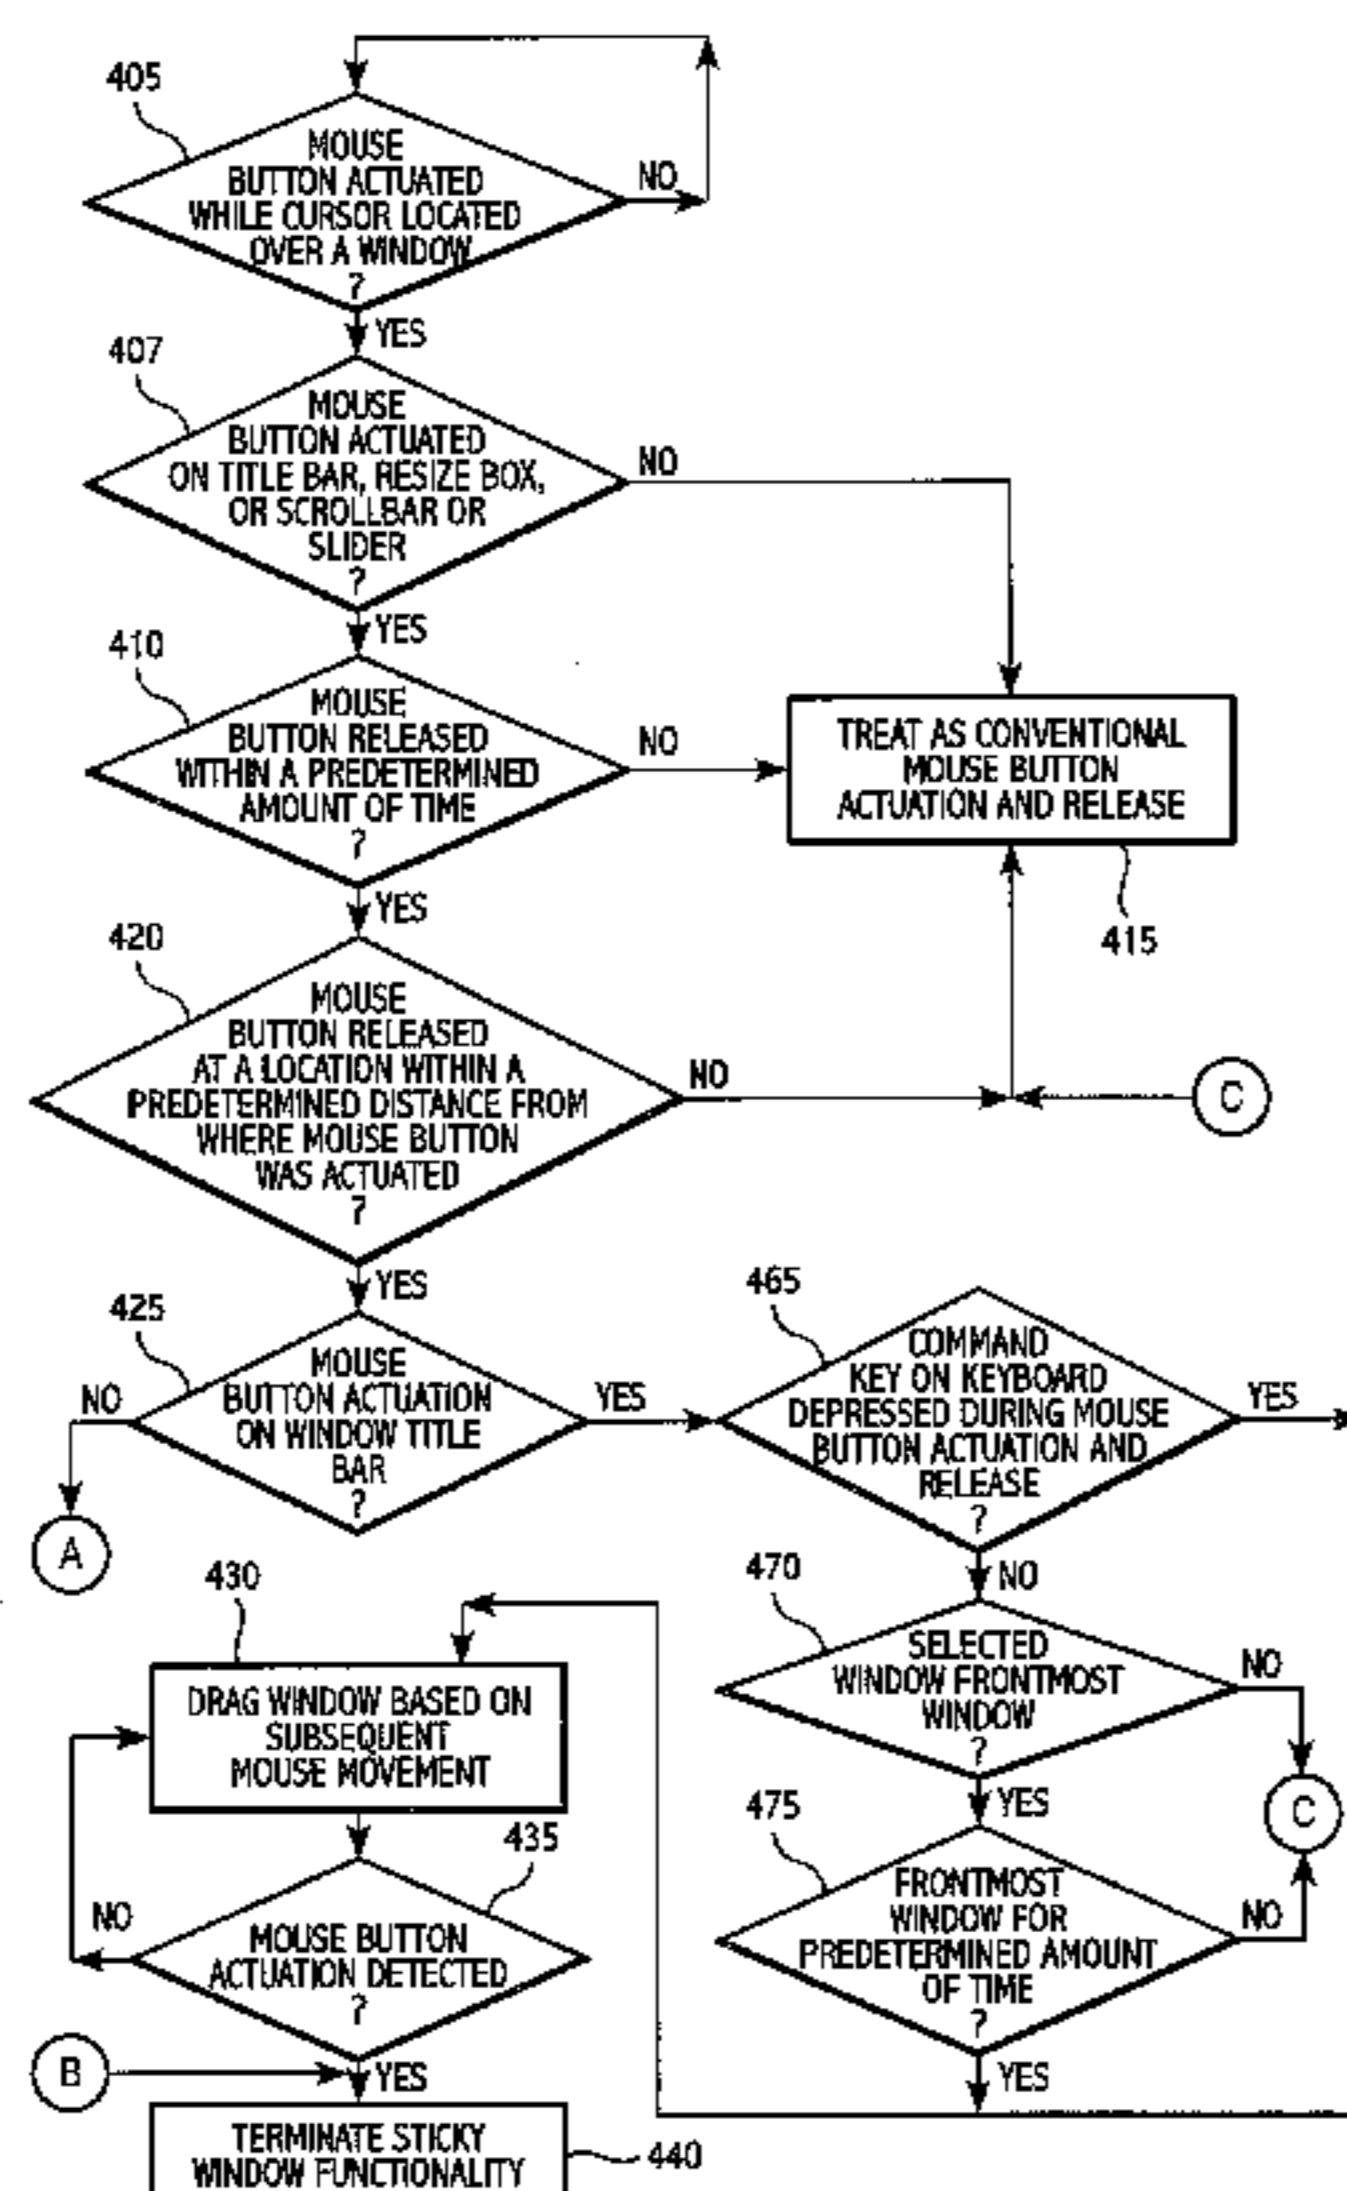 405
MOUSE
BUTTON ACTUATED
WHILE CURSOR LOCATED
OVER A WINDOW
?
NO
YES
407
MOUSE
BUTTON ACTUATED
ON TITLE BAR, RESIZE BOX,
OR SCROLLBAR OR
SLIDER
?
NO
YES
410
MOUSE
BUTTON RELEASED
WITHIN A PREDETERMINED
AMOUNT OF TIME
?
NO
TREAT AS CONVENTIONAL
MOUSE BUTTON
ACTUATION AND RELEASE
415
YES
420
MOUSE
BUTTON RELEASED
AT A LOCATION WITHIN A
PREDETERMINED DISTANCE FROM
WHERE MOUSE BUTTON
WAS ACTUATED
?
NO
C
YES
425
MOUSE
BUTTON ACTUATION
ON WINDOW TITLE
BAR
?
NO
A
YES
465
COMMAND
KEY ON KEYBOARD
DEPRESSED DURING MOUSE
BUTTON ACTUATION AND
RELEASE
?
YES
NO
470
SELECTED
WINDOW FRONTMOST
WINDOW
?
NO
C
YES
475
FRONTMOST
WINDOW FOR
PREDETERMINED AMOUNT
OF TIME
?
NO
YES
430
DRAG WINDOW BASED ON
SUBSEQUENT
MOUSE MOVEMENT
435
MOUSE BUTTON
ACTUATION DETECTED
?
NO
B
YES
TERMINATE STICKY
WINDOW FUNCTIONALITY
440